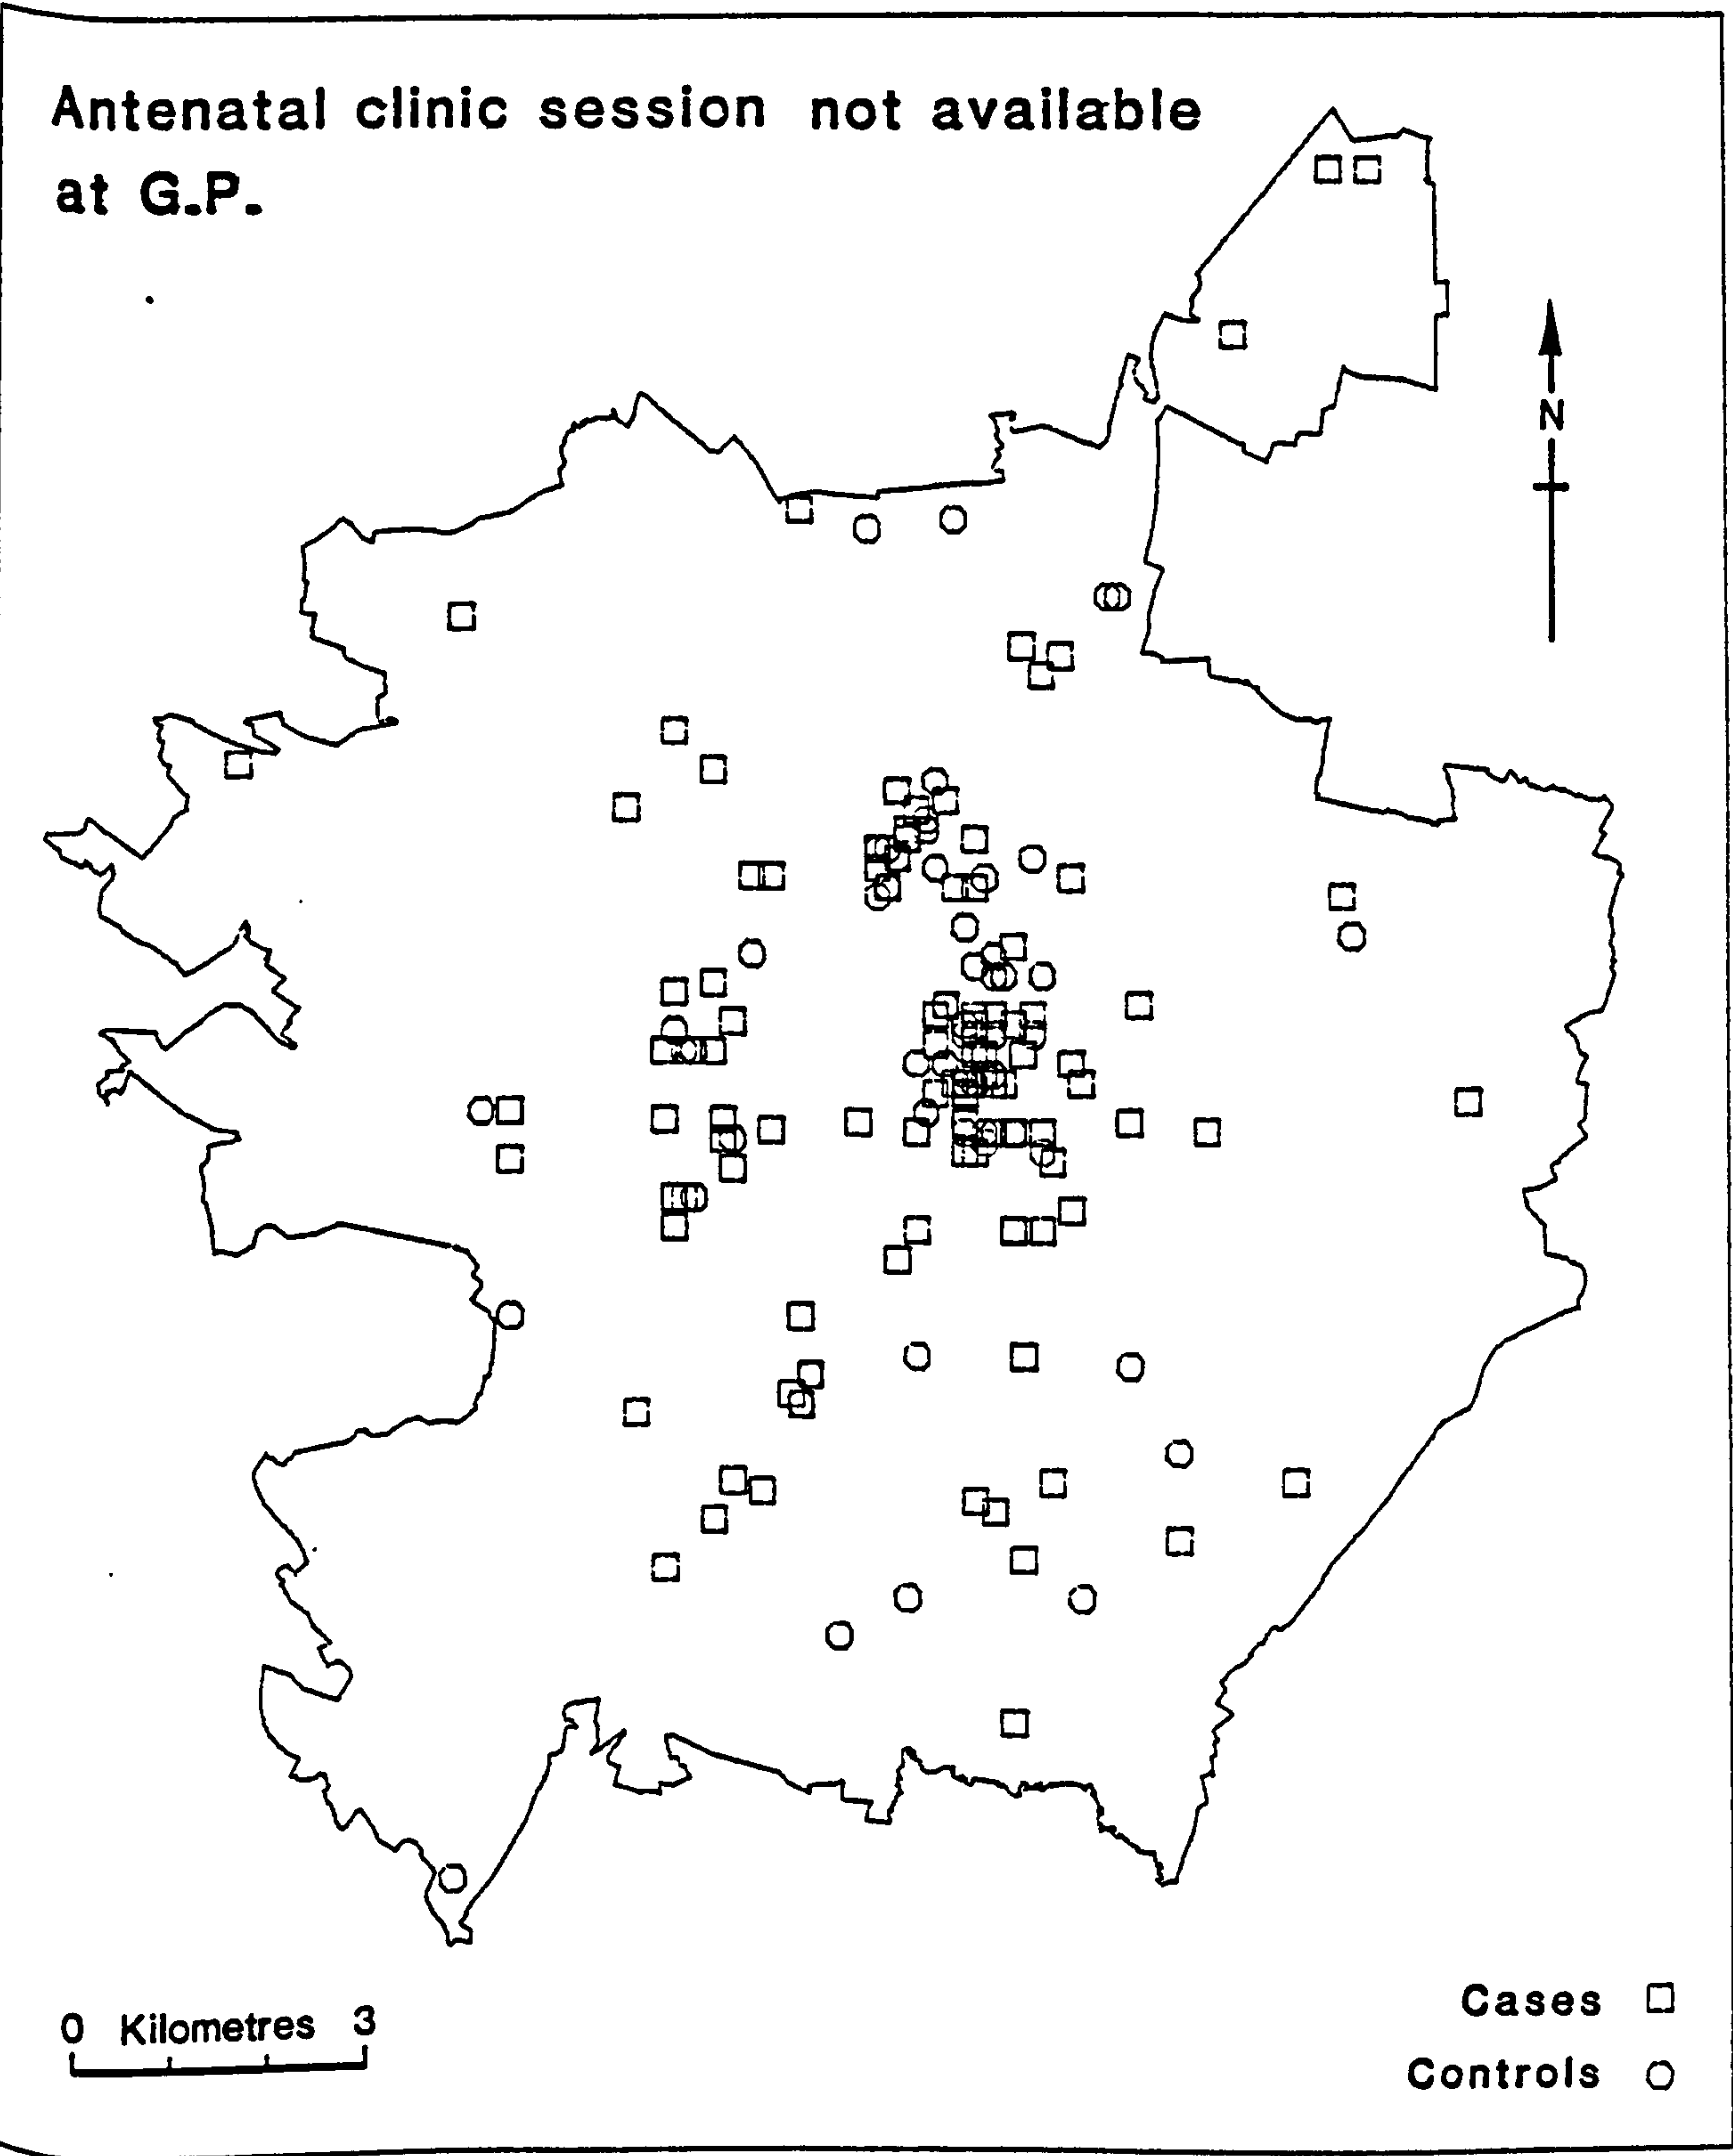 Antenatal clinic session not available
at G.P.
N
0 Kilometres 3
Cases
Controls